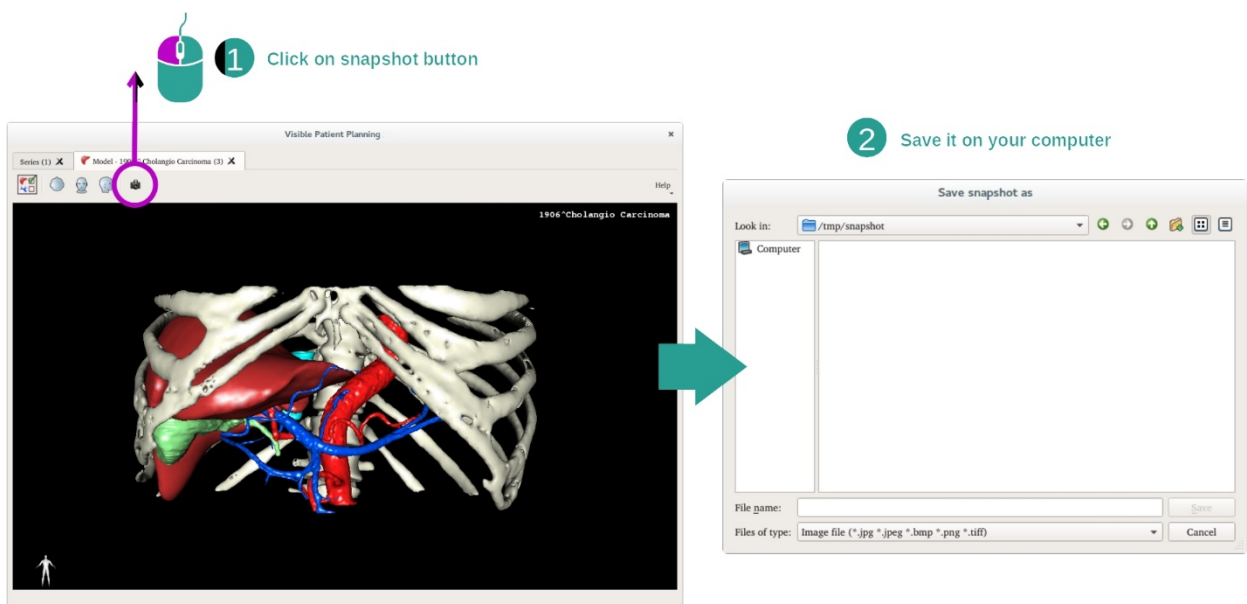 1 Click on snapshot button
Visible Patient Planning
Series (1)
Model - 1906^Cholangio Carcinoma (3)
Help
1906^Cholangio Carcinoma
2 Save it on your computer
Save snapshot as
Look in: /tmp/snapshot
Computer
File name:
Save
Files of type: Image file (*.jpg *.jpeg *.bmp *.png *.tiff)
Cancel